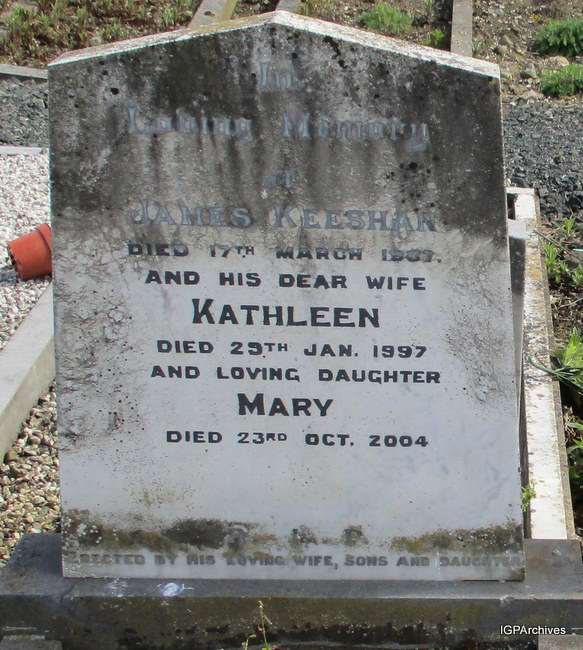 In
Loving Memory
of
JAMES KEESHAN
DIED 17TH MARCH
AND HIS DEAR WIFE
KATHLEEN
DIED 29TH JAN. 1997
AND LOVING DAUGHTER
MARY
DIED 23RD OCT. 2004
R. I. P.
ERECTED BY HIS LOVING WIFE, SONS AND DAUGHTER
IGPArchives